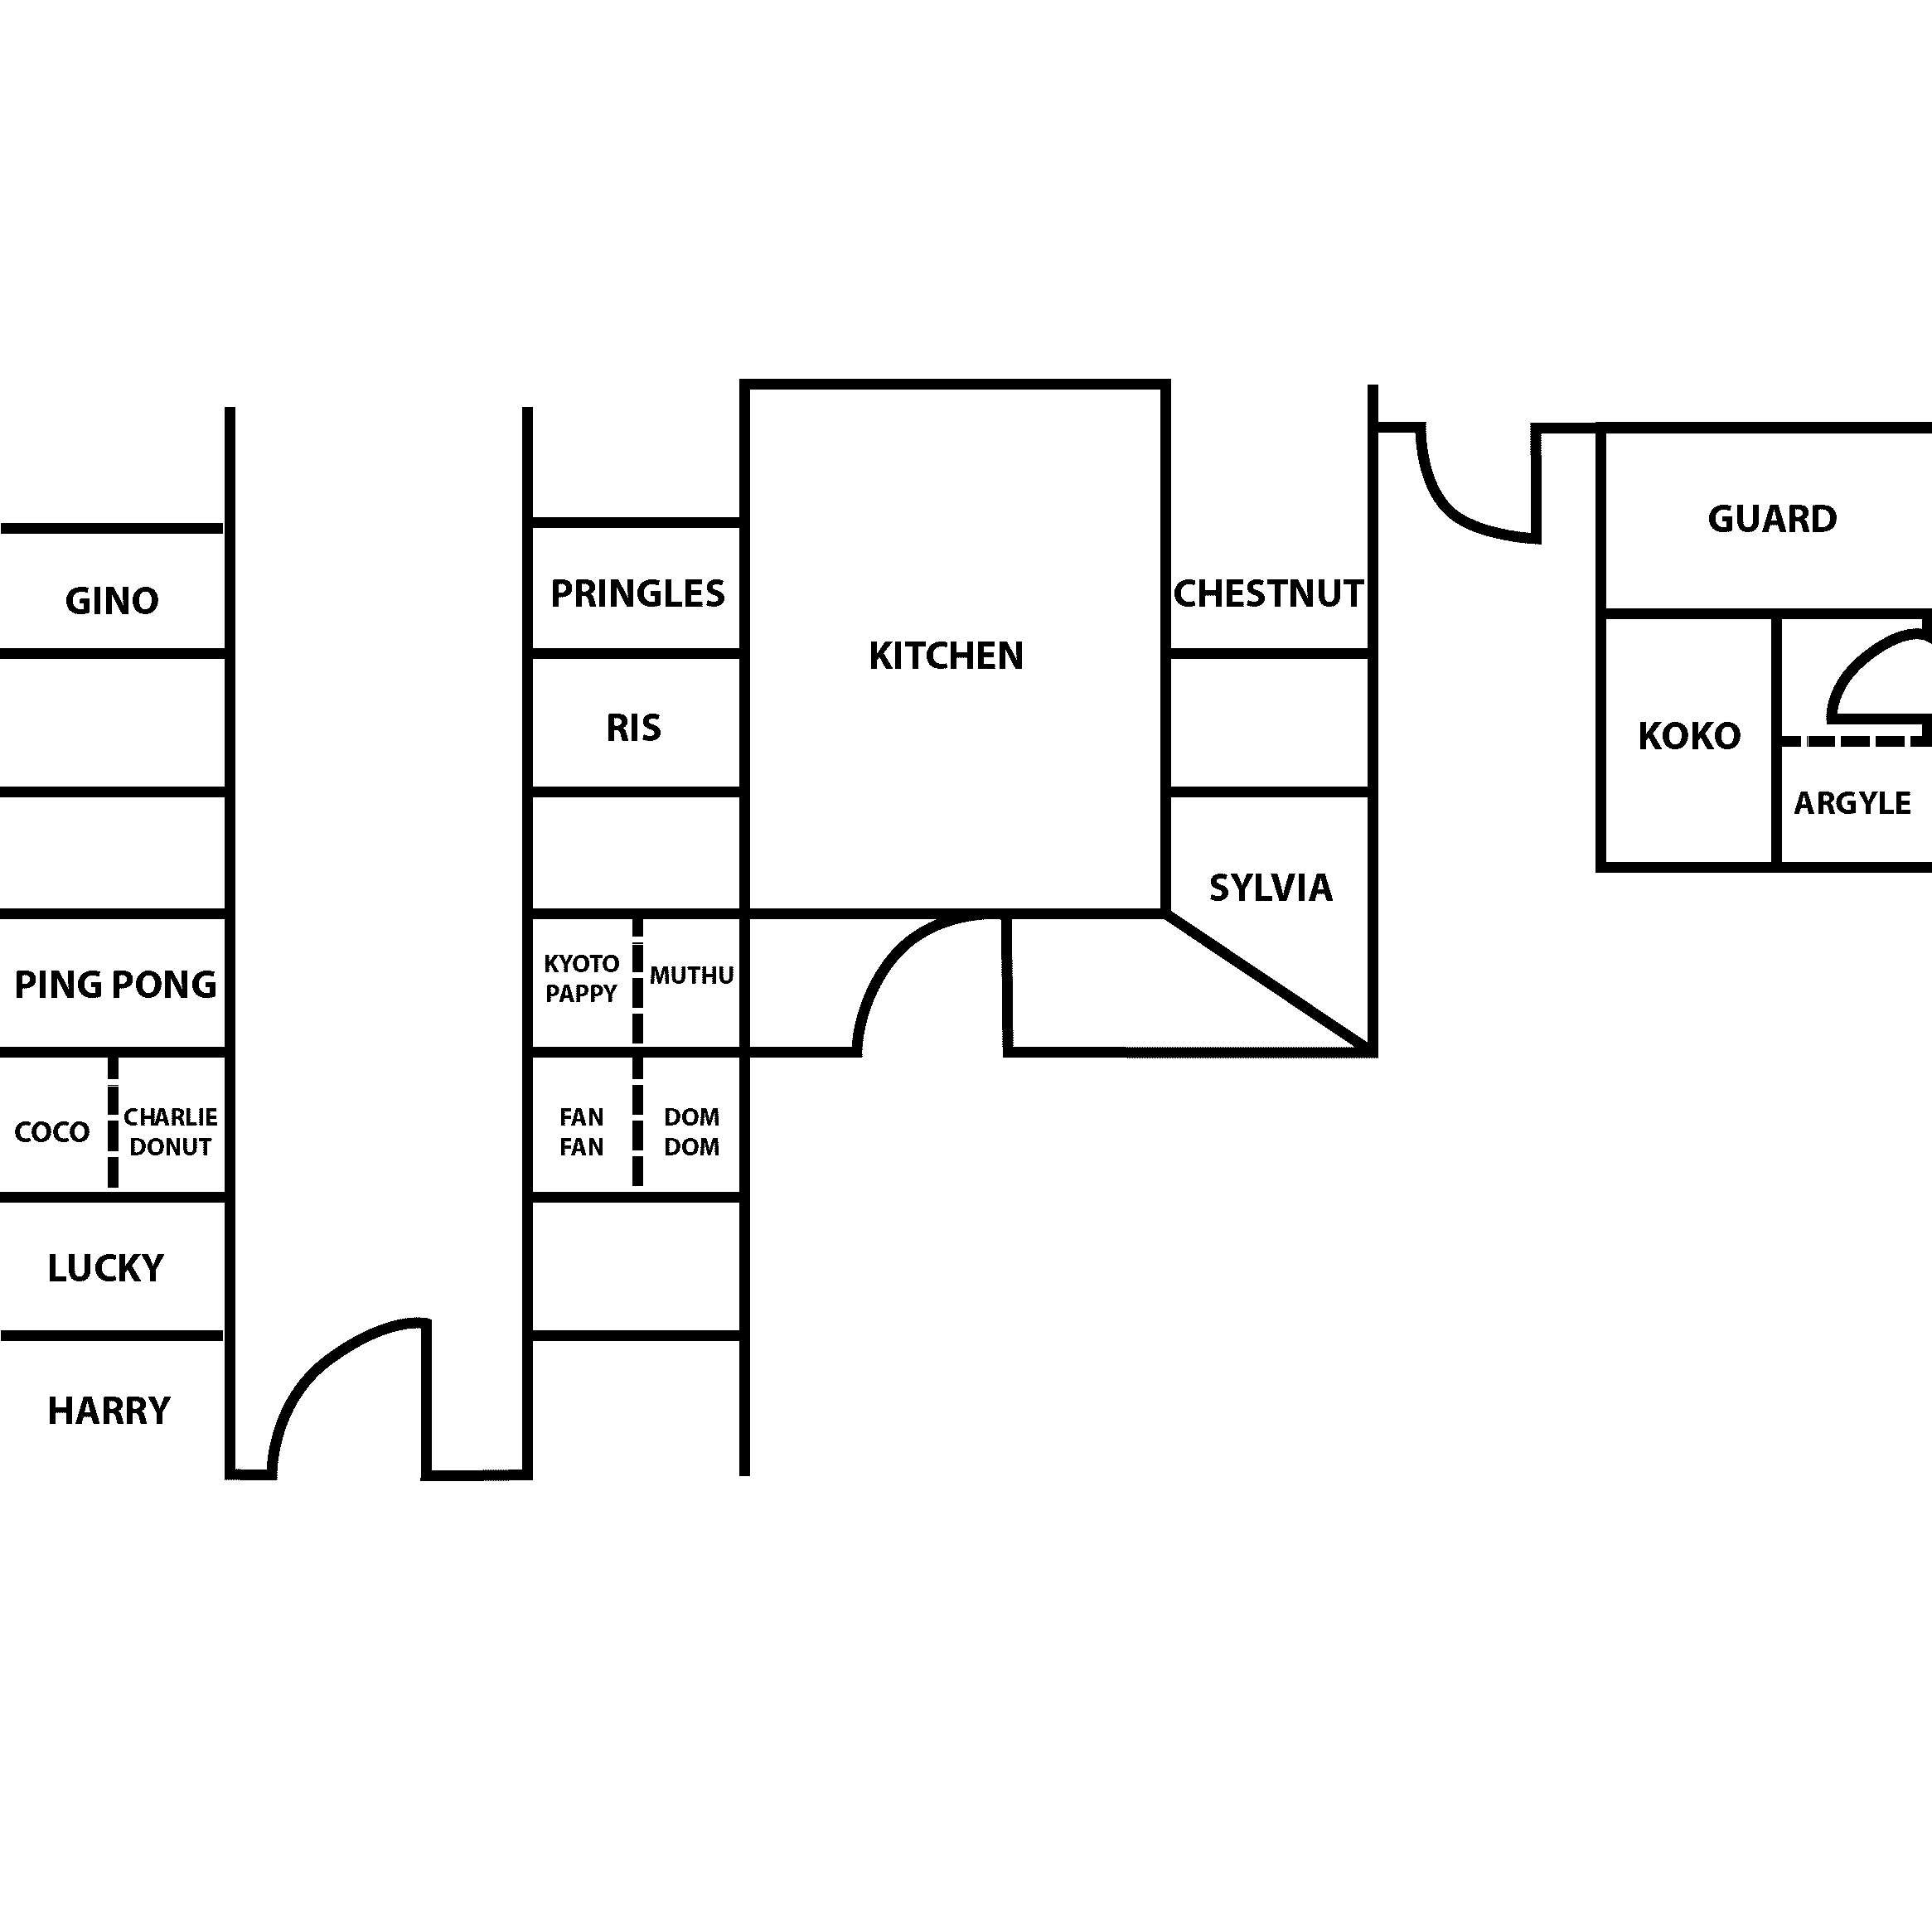 GUARD
GINO
PRINGLES
CHESTNUT
KITCHEN
RIS
KOKO
ARGYLE
SYLVIA
PING PONG
KYOTO
PAPPY
MUTHU
COCO
CHARLIE
DONUT
FAN
FAN
DOM
DOM
LUCKY
HARRY